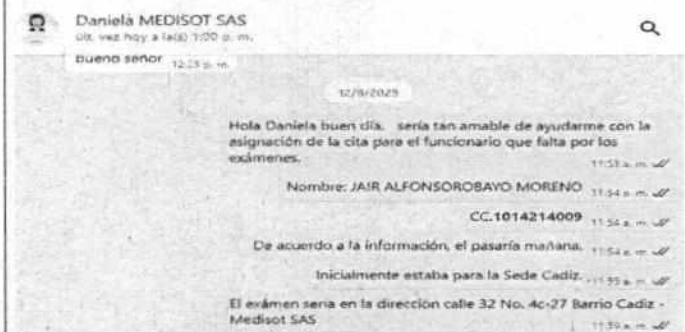 Daniela MEDISOT SAS
últ. vez hoy a la(s) 1:00 p. m.
bueno señor 12:23 p. m.
12/8/2025
Hola Daniela buen día. sería tan amable de ayudarme con la
asignación de la cita para el funcionario que falta por los
exámenes.
11:53 a. m.
Nombre: JAIR ALFONSOROBAYO MORENO 11:54 a. m.
CC.1014214009 11:54 a. m.
De acuerdo a la información, el pasaría mañana. 11:54 a. m.
Inicialmente estaba para la Sede Cadiz. 11:55 a. m.
El exámen seria en la dirección calle 32 No. 4c-27 Barrio Cadiz -
Medisot SAS 11:59 a. m.